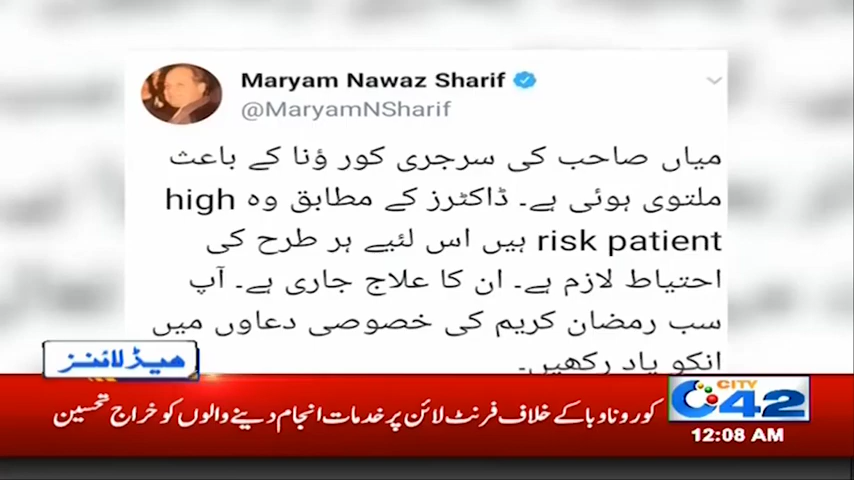 Maryam Nawaz Sharif
@MaryamNSharif
میاں صاحب کی سرجری کور ؤنا کے باعث
ملتوی ہوئی ہے۔ ڈاکٹرز کے مطابق وہ high
risk patient ہیں اس لئیے ہر طرح کی
احتیاط لازم ہے۔ ان کا علاج جاری ہے۔ آپ
سب رمضان کریم کی خصوصی دعاوں میں
انکو یاد رکھیں۔
ہیڈلائنز
کورونا وبا کے خلاف فرنٹ لائن پر خدمات انجام دینے والوں کو خراج تحسین
CITY
42
12:08 AM